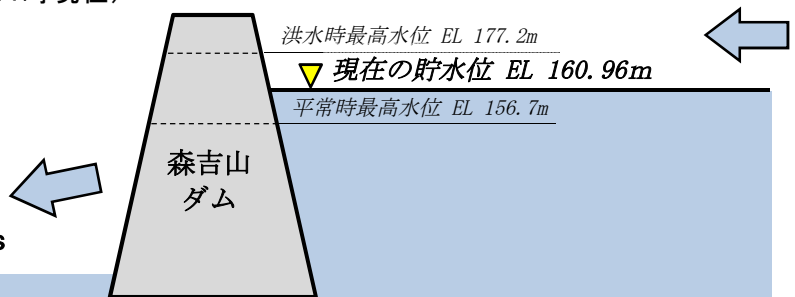 洪水時最高水位 EL 177.2m
現在の貯水位 EL 160.96m
平常時最高水位 EL 156.7m
森吉山
ダム
s